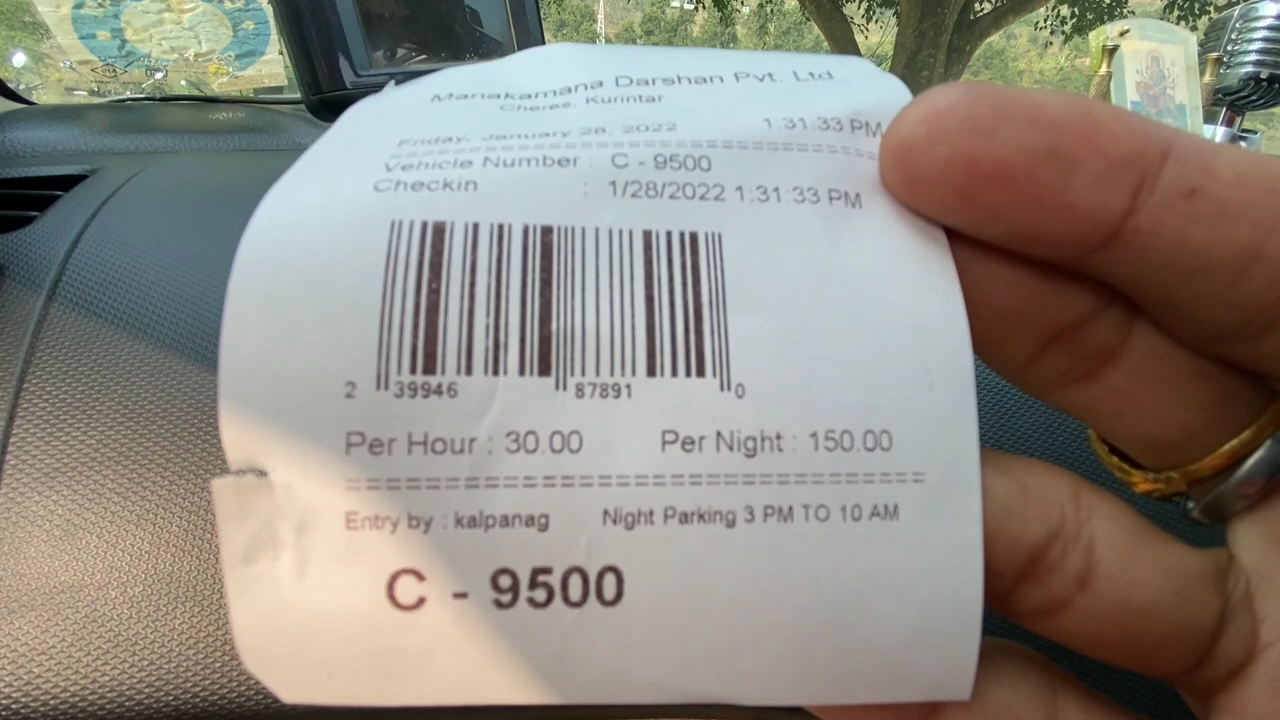 Manakamana Darshan Pvt. Ltd
Cheres, Kurintar
Friday, January 28, 2022 1:31:33 PM
Vehicle Number : C - 9500
Checkin : 1/28/2022 1:31:33 PM
2 39946 87891 0
Per Hour : 30.00 Per Night : 150.00
Entry by : kalpanag Night Parking 3 PM TO 10 AM
C - 9500